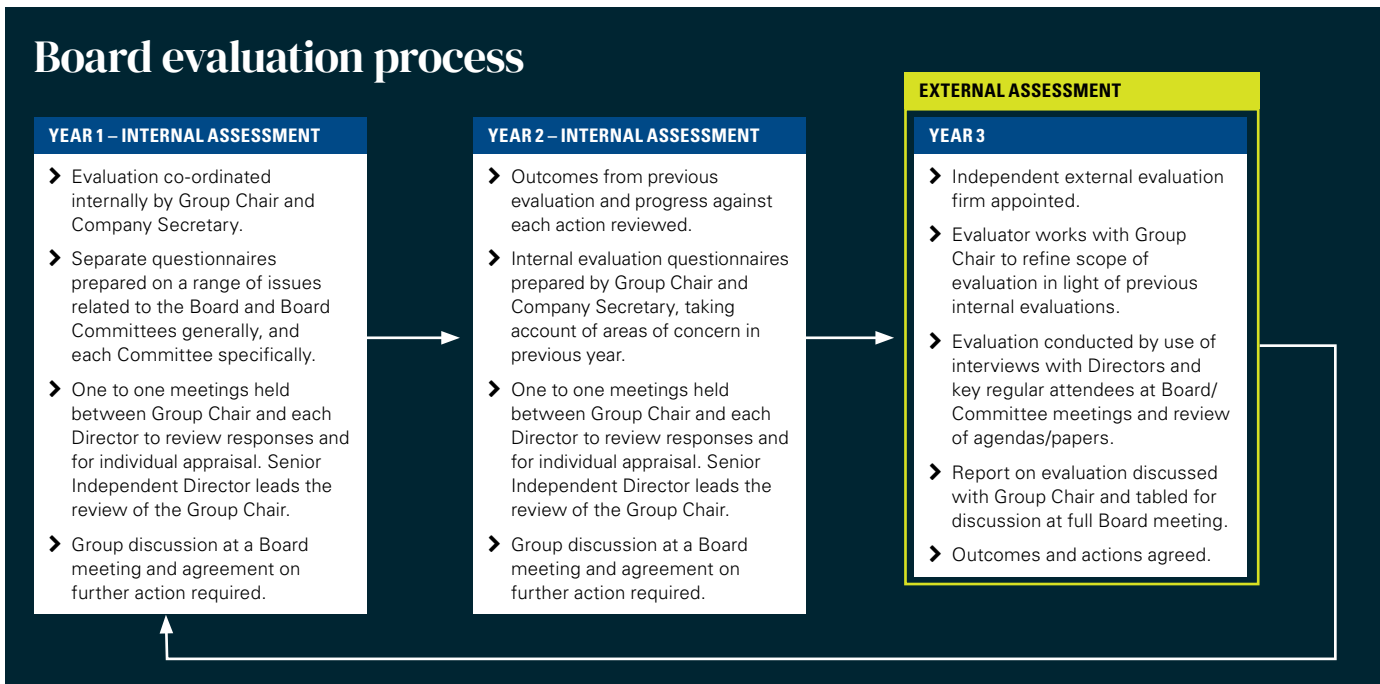 Board evaluation process
YEAR 1 – INTERNAL ASSESSMENT
Evaluation co-ordinated
internally by Group Chair and
Company Secretary.
Separate questionnaires
prepared on a range of issues
related to the Board and Board
Committees generally, and
each Committee specifically.
One to one meetings held
between Group Chair and each
Director to review responses and
for individual appraisal. Senior
Independent Director leads the
review of the Group Chair.
Group discussion at a Board
meeting and agreement on
further action required.
YEAR 2 – INTERNAL ASSESSMENT
Outcomes from previous
evaluation and progress against
each action reviewed.
Internal evaluation questionnaires
prepared by Group Chair and
Company Secretary, taking
account of areas of concern in
previous year.
One to one meetings held
between Group Chair and each
Director to review responses and
for individual appraisal. Senior
Independent Director leads the
review of the Group Chair.
Group discussion at a Board
meeting and agreement on
further action required.
EXTERNAL ASSESSMENT
YEAR 3
Independent external evaluation
firm appointed.
Evaluator works with Group
Chair to refine scope of
evaluation in light of previous
internal evaluations.
Evaluation conducted by use of
interviews with Directors and
key regular attendees at Board/
Committee meetings and review
of agendas/papers.
Report on evaluation discussed
with Group Chair and tabled for
discussion at full Board meeting.
Outcomes and actions agreed.